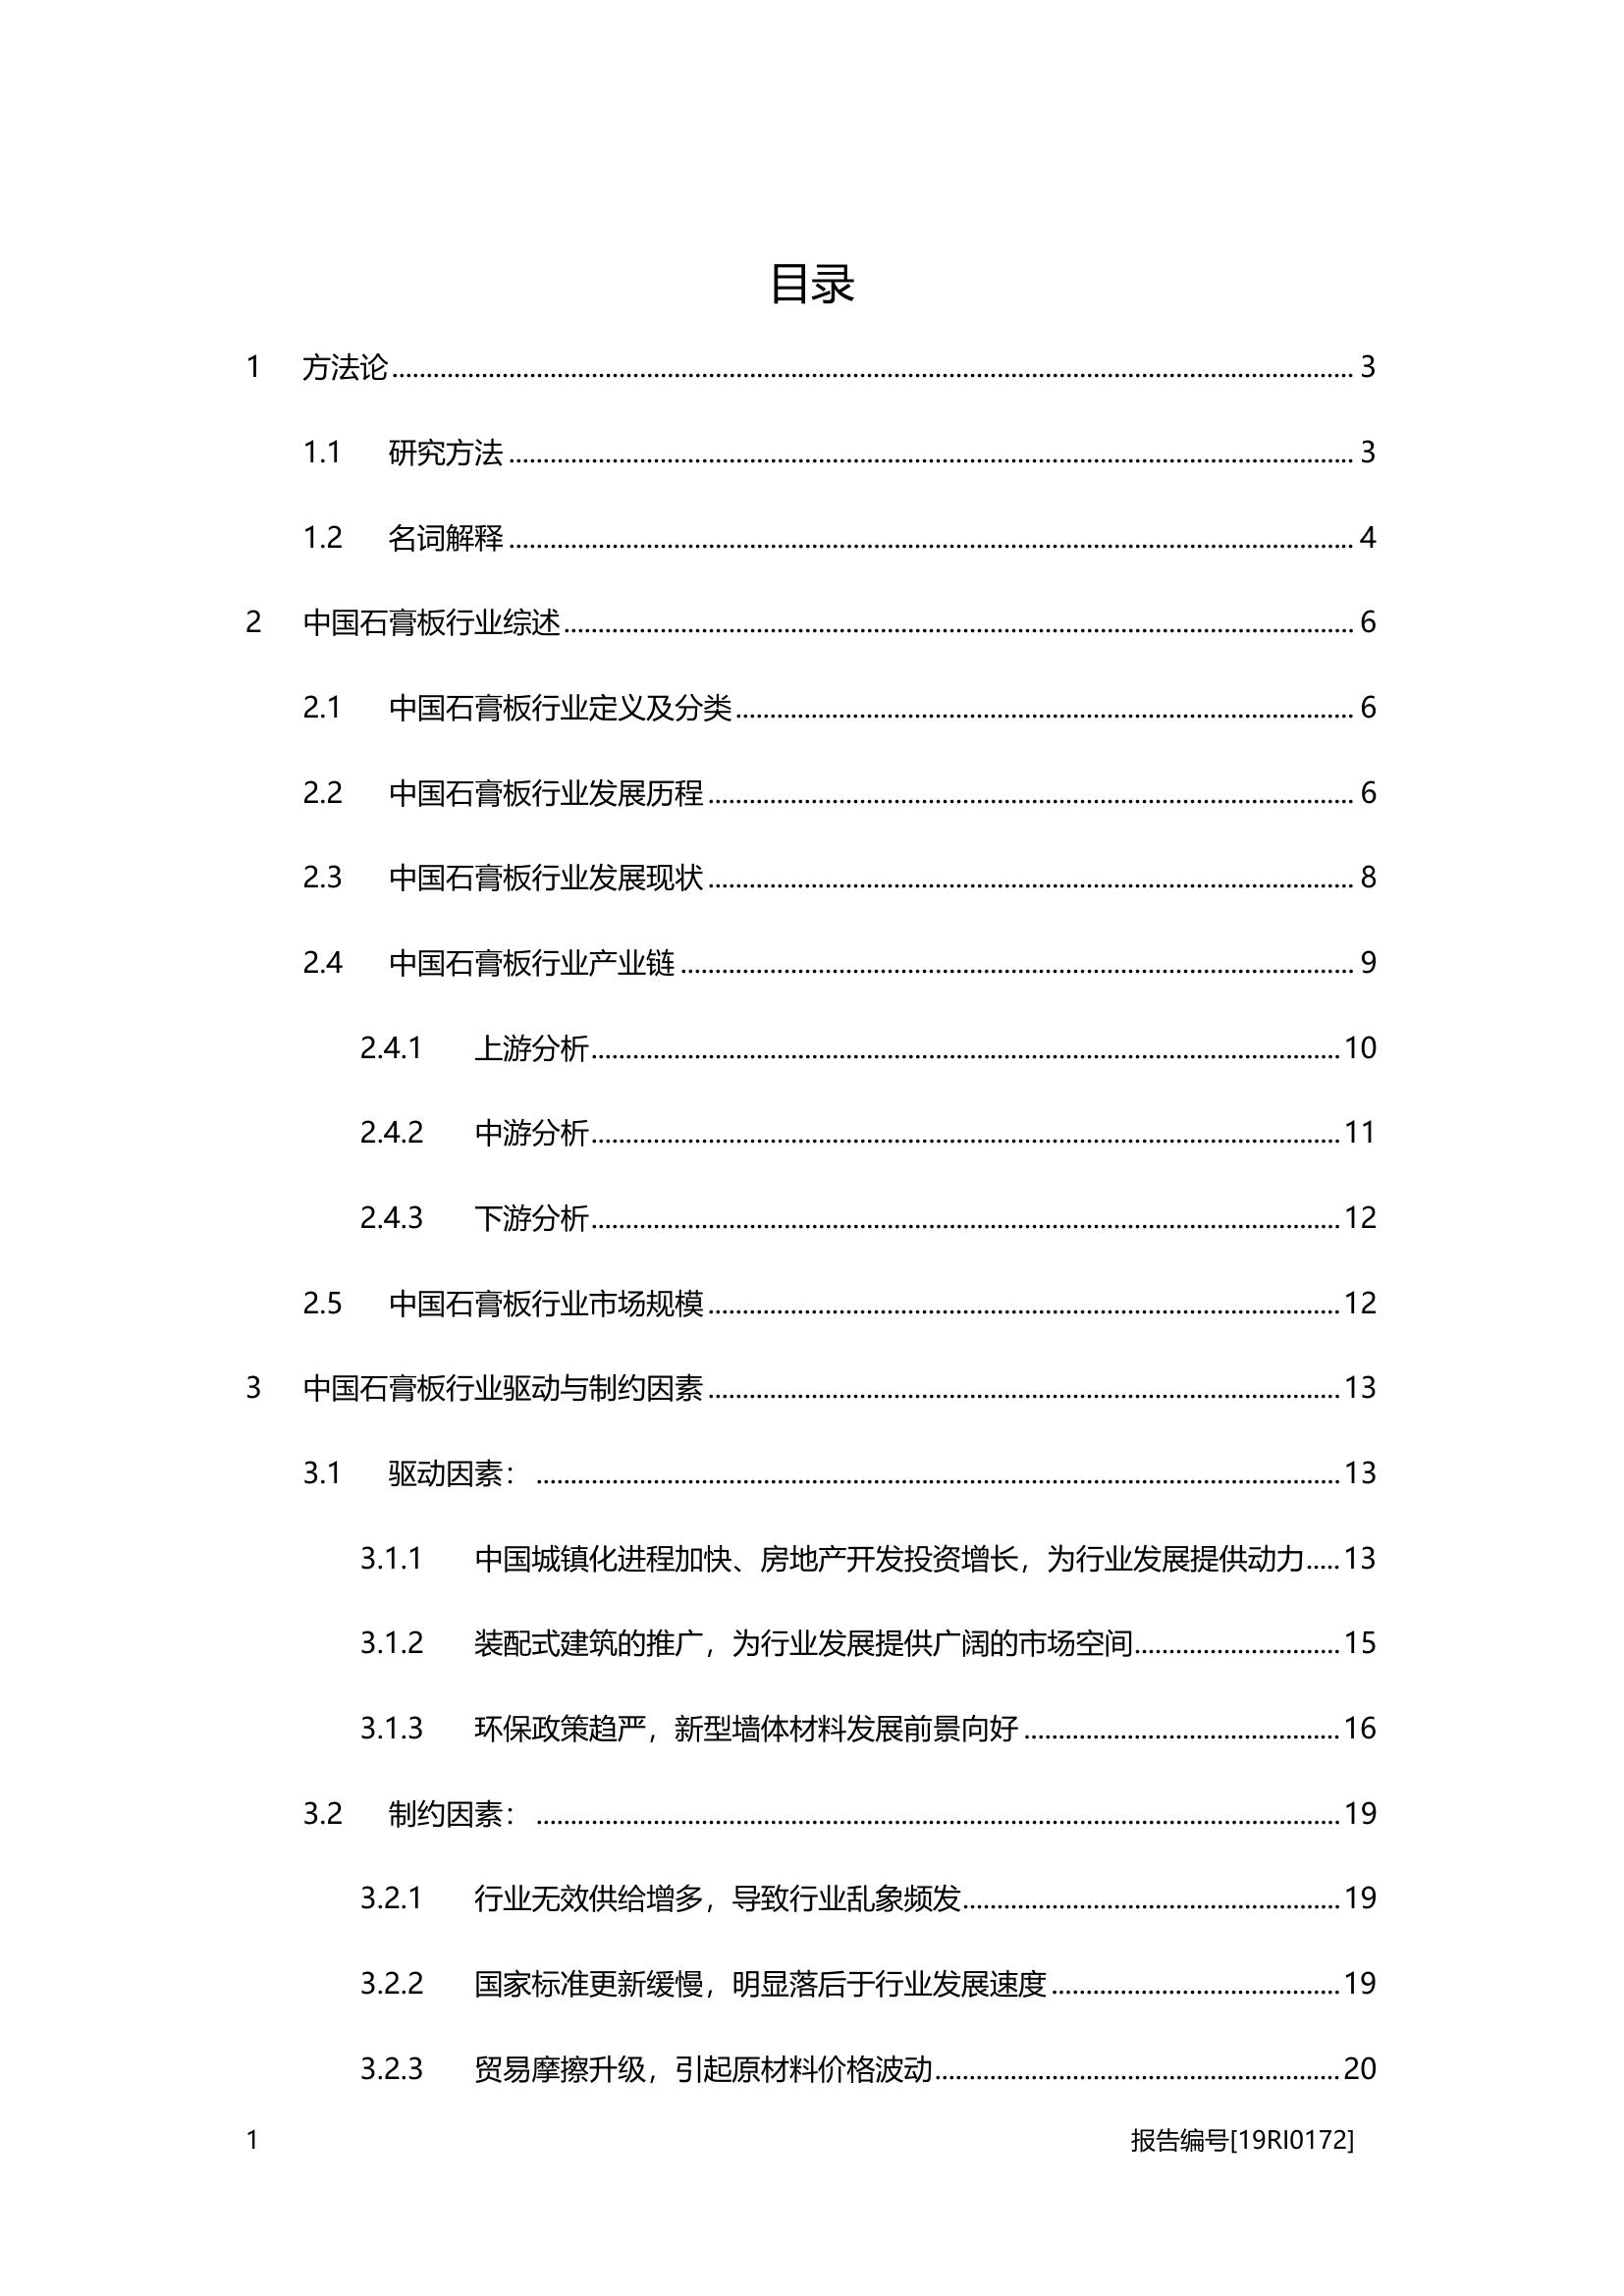 目录
1 方法论........ 3
1.1 研究方法........ 3
1.2 名词解释........ 4
2 中国石膏板行业综述........ 6
2.1 中国石膏板行业定义及分类........ 6
2.2 中国石膏板行业发展历程........ 6
2.3 中国石膏板行业发展现状........ 8
2.4 中国石膏板行业产业链........ 9
2.4.1 上游分析........ 10
2.4.2 中游分析........ 11
2.4.3 下游分析........ 12
2.5 中国石膏板行业市场规模........ 12
3 中国石膏板行业驱动与制约因素........ 13
3.1 驱动因素：........ 13
3.1.1 中国城镇化进程加快、房地产开发投资增长，为行业发展提供动力..... 13
3.1.2 装配式建筑的推广，为行业发展提供广阔的市场空间........ 15
3.1.3 环保政策趋严，新型墙体材料发展前景向好........ 16
3.2 制约因素：........ 19
3.2.1 行业无效供给增多，导致行业乱象频发........ 19
3.2.2 国家标准更新缓慢，明显落后于行业发展速度........ 19
3.2.3 贸易摩擦升级，引起原材料价格波动........ 20
1 报告编号[19RI0172]